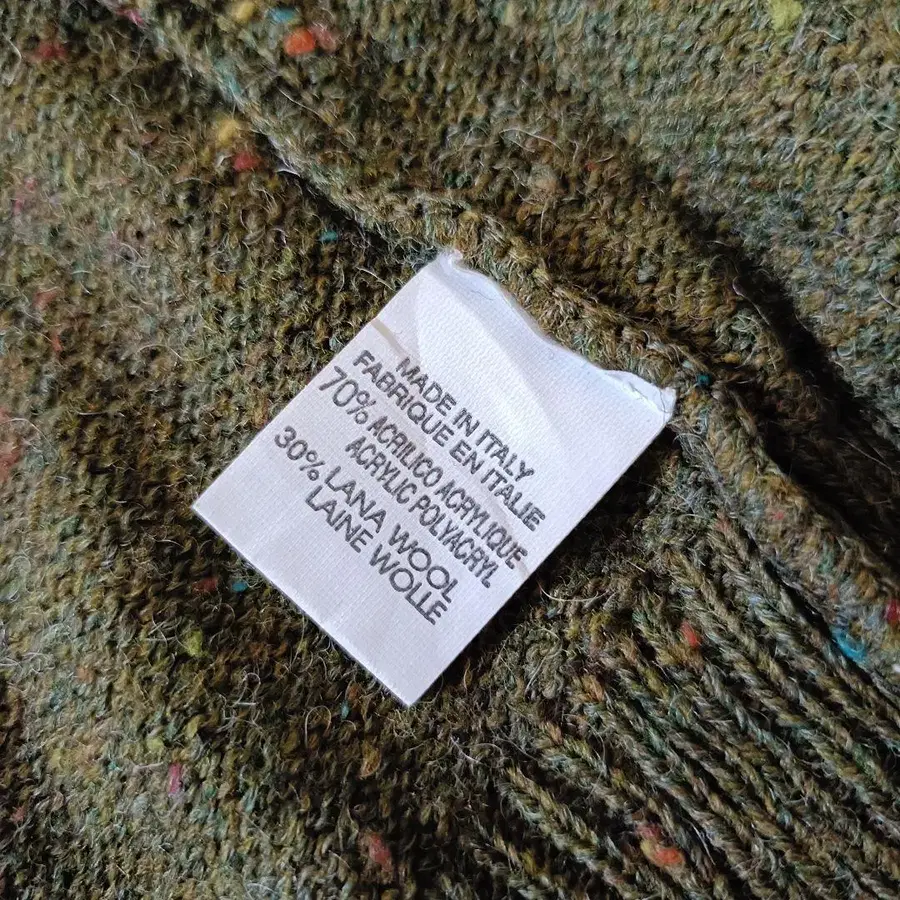 MADE IN ITALY
FABRIQUE EN ITALIE
70% ACRILICO ACRYLIQUE
ACRYLIC POLYACRYL
30% LANA WOOL
LAINE WOLLE